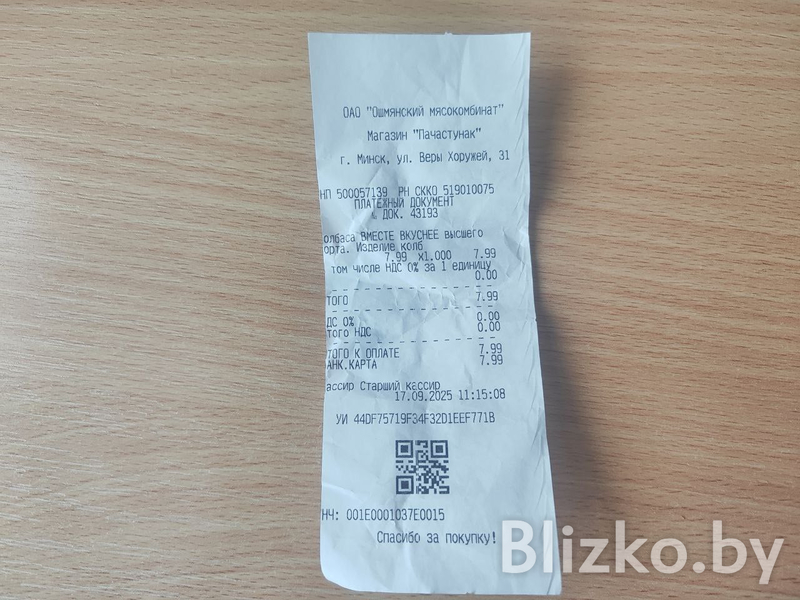 ОАО "Ошмянский мясокомбинат"
Магазин "Пачастунак"
г. Минск, ул. Веры Хоружей, 31
НП 500057139 РН СККО 519010075
ПЛАТЕЖНЫЙ ДОКУМЕНТ
ДОК. 43193
олбаса ВМЕСТЕ ВКУСНЕЕ высшего
орта. Изделие колб
7.99 x1.000 7.99
том числе НДС 0% за 1 единицу
0.00
ТОГО 7.99
ДС 0% 0.00
того НДС 0.00
ТОГО К ОПЛАТЕ 7.99
АНК.КАРТА 7.99
ассир Старший кассир
17.09.2025 11:15:08
УИ 44DF75719F34F32D1EEF771B
НЧ: 001E0001037E0015
Спасибо за покупку!
Blizko.by